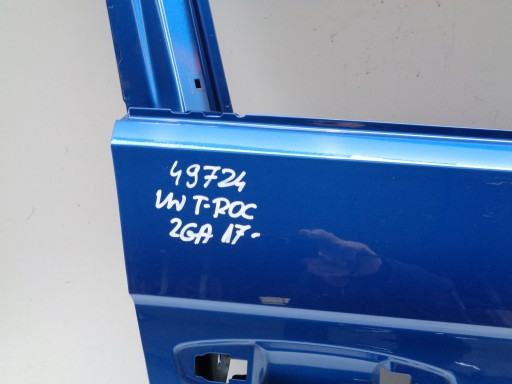 49724
VW T-ROC
2GA 17-